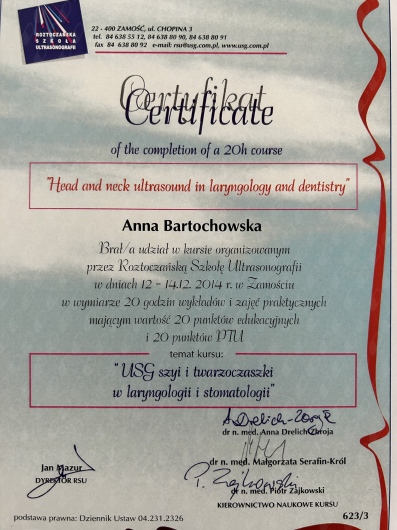 ROZTOCZAŃSKA
SZKOŁA
ULTRASONOGRAFII
22 - 400 ZAMOŚĆ, ul. CHOPINA 3
tel. 84 638 55 12, 84 638 80 90, 84 638 80 91
fax 84 638 80 92 e-mail: rsu@usg.com.pl, www.usg.com.pl
Certyfikat
Certificate
of the completion of a 20h course
"Head and neck ultrasound in laryngology and dentistry"
Anna Bartochowska
Brał/a udział w kursie organizowanym
przez Roztoczańską Szkołę Ultrasonografii
w dniach 12 - 14.12. 2014 r. w Zamościu
w wymiarze 20 godzin wykładów i zajęć praktycznych
mającym wartość 20 punktów edukacyjnych
i 20 punktów PTU
temat kursu:
"USG szyi i twarzoczaszki
w laryngologii i stomatologii"
dr n. med. Anna Drelich-Zbroja
dr n. med. Małgorzata Serafin-Król
Jan Mazur
DYREKTOR RSU
P. Zajkowski
dr n. med. Piotr Zajkowski
KIEROWNICTWO NAUKOWE KURSU
podstawa prawna: Dziennik Ustaw 04.231.2326
623/3